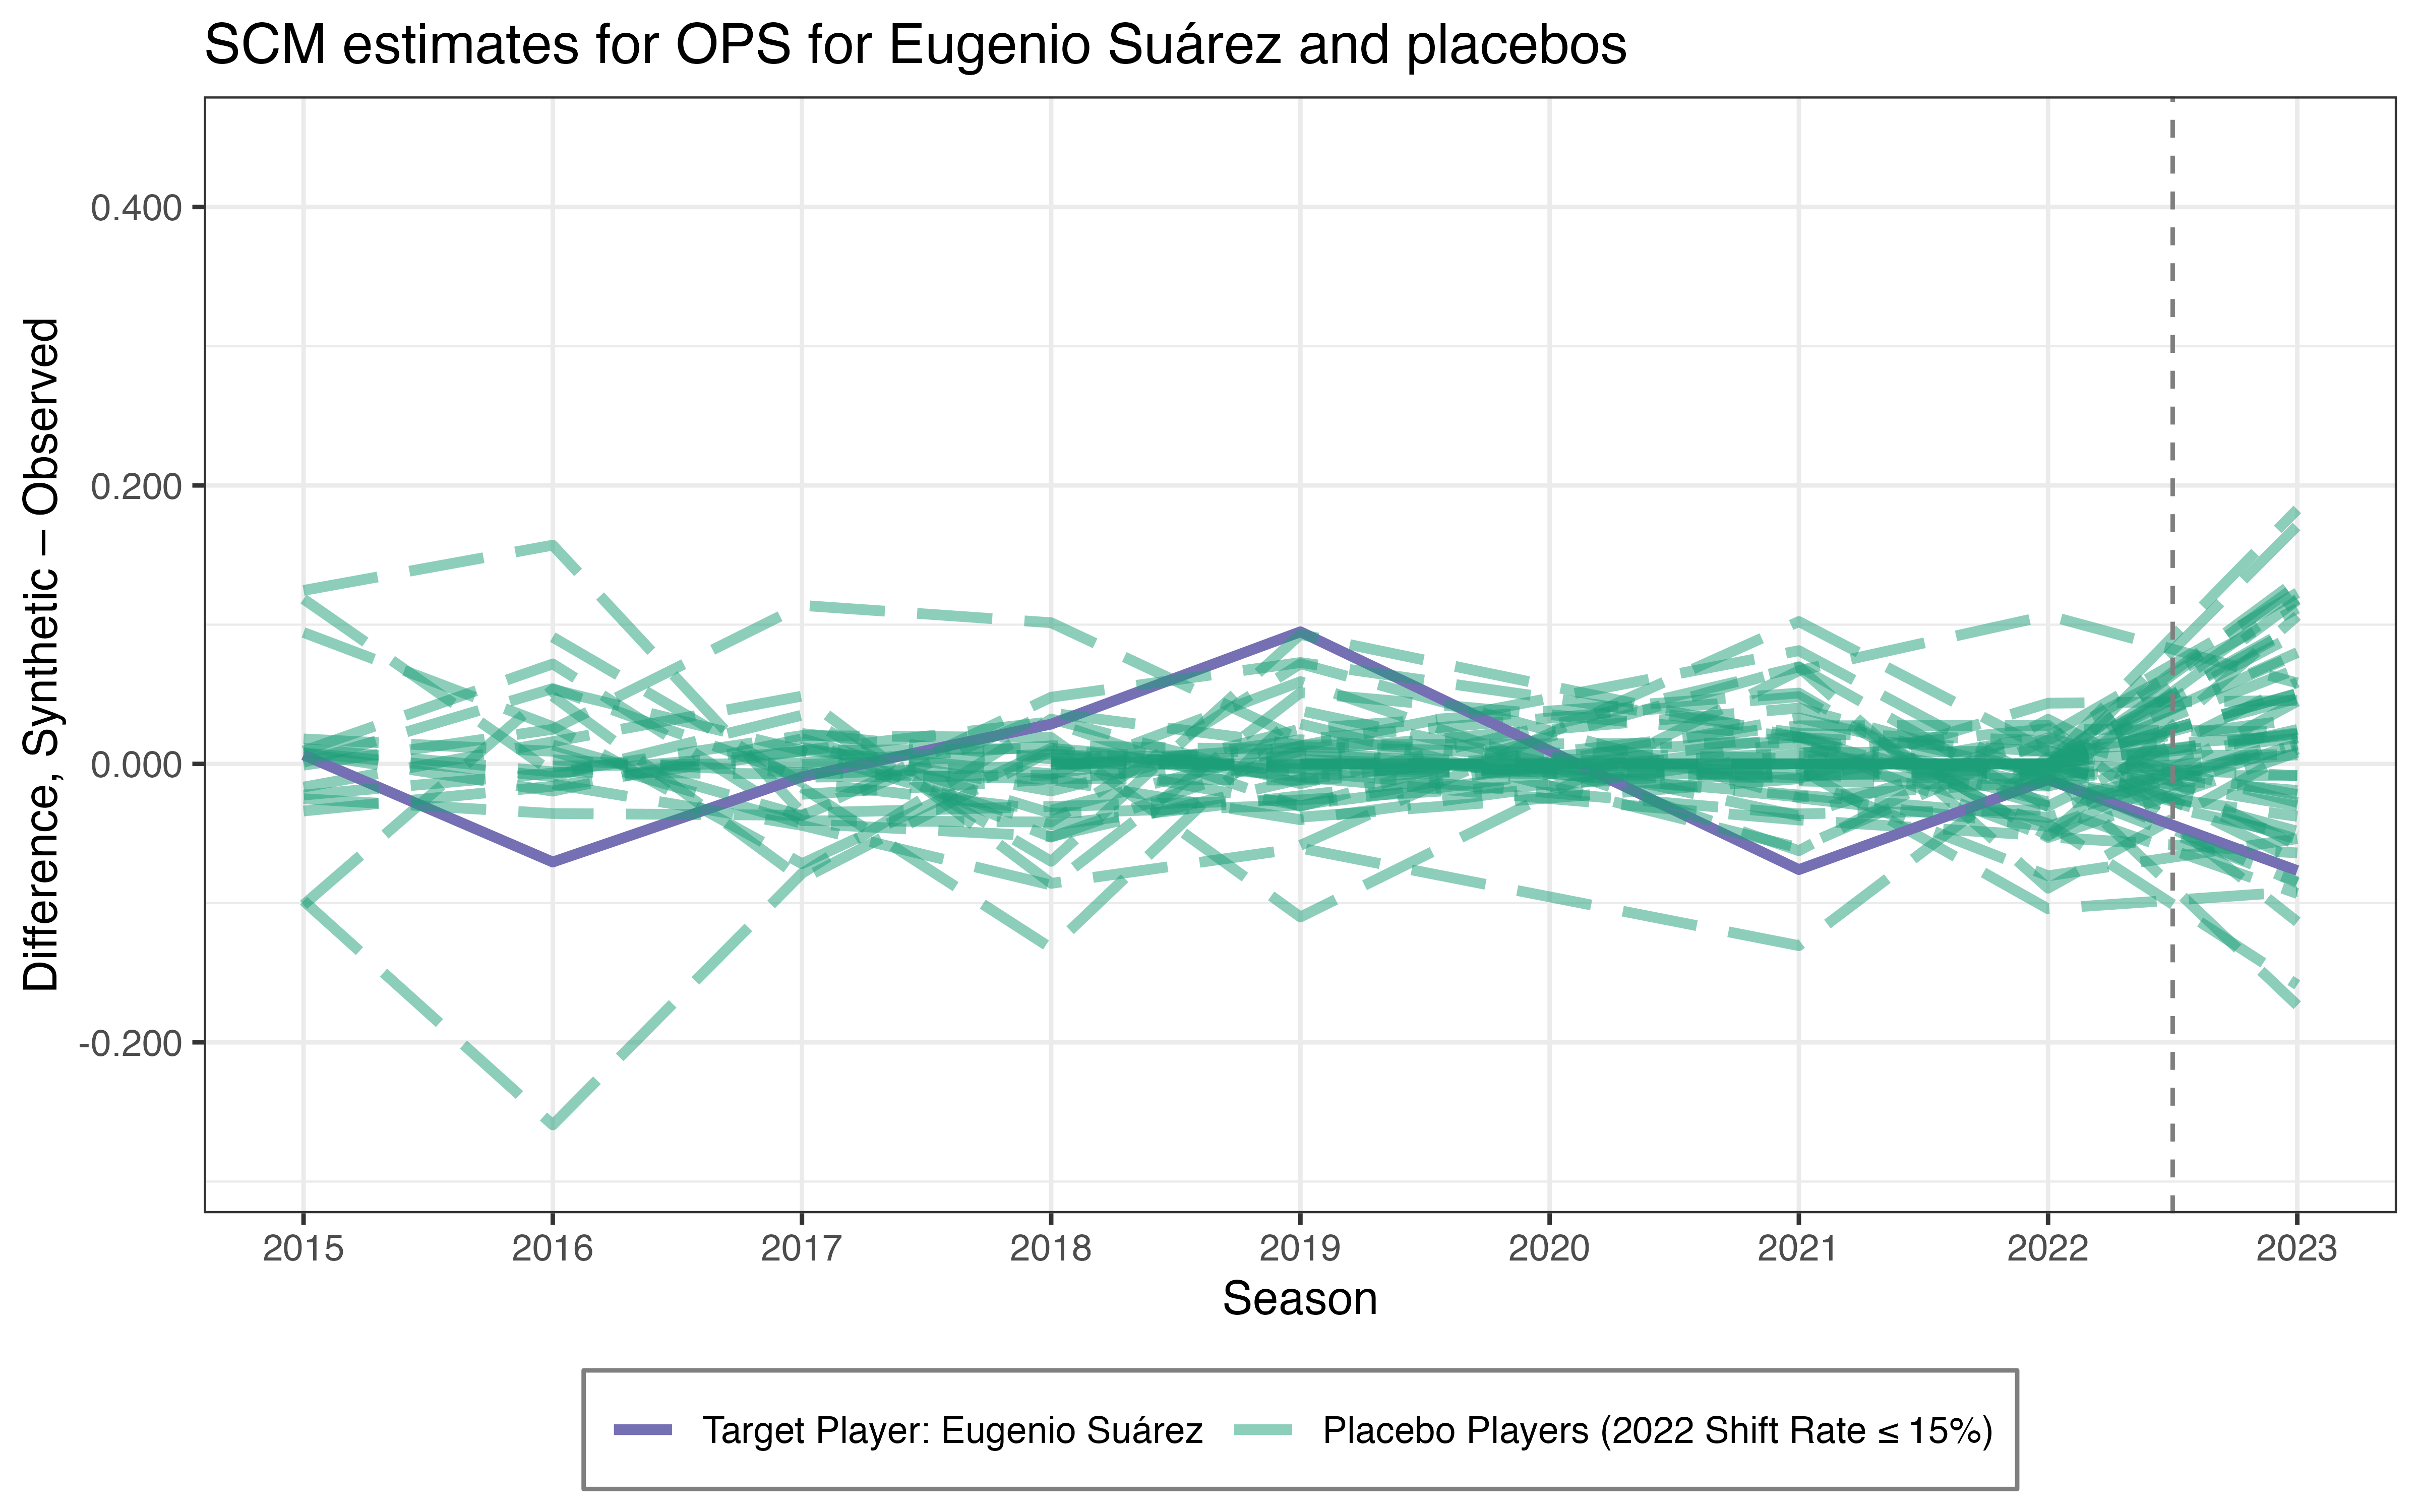 SCM estimates for OPS for Eugenio Suárez and placebos
Difference, Synthetic – Observed
0.400
0.200
0.000
-0.200
2015 2016 2017 2018 2019 2020 2021 2022 2023
Season
Target Player: Eugenio Suárez Placebo Players (2022 Shift Rate ≤ 15%)